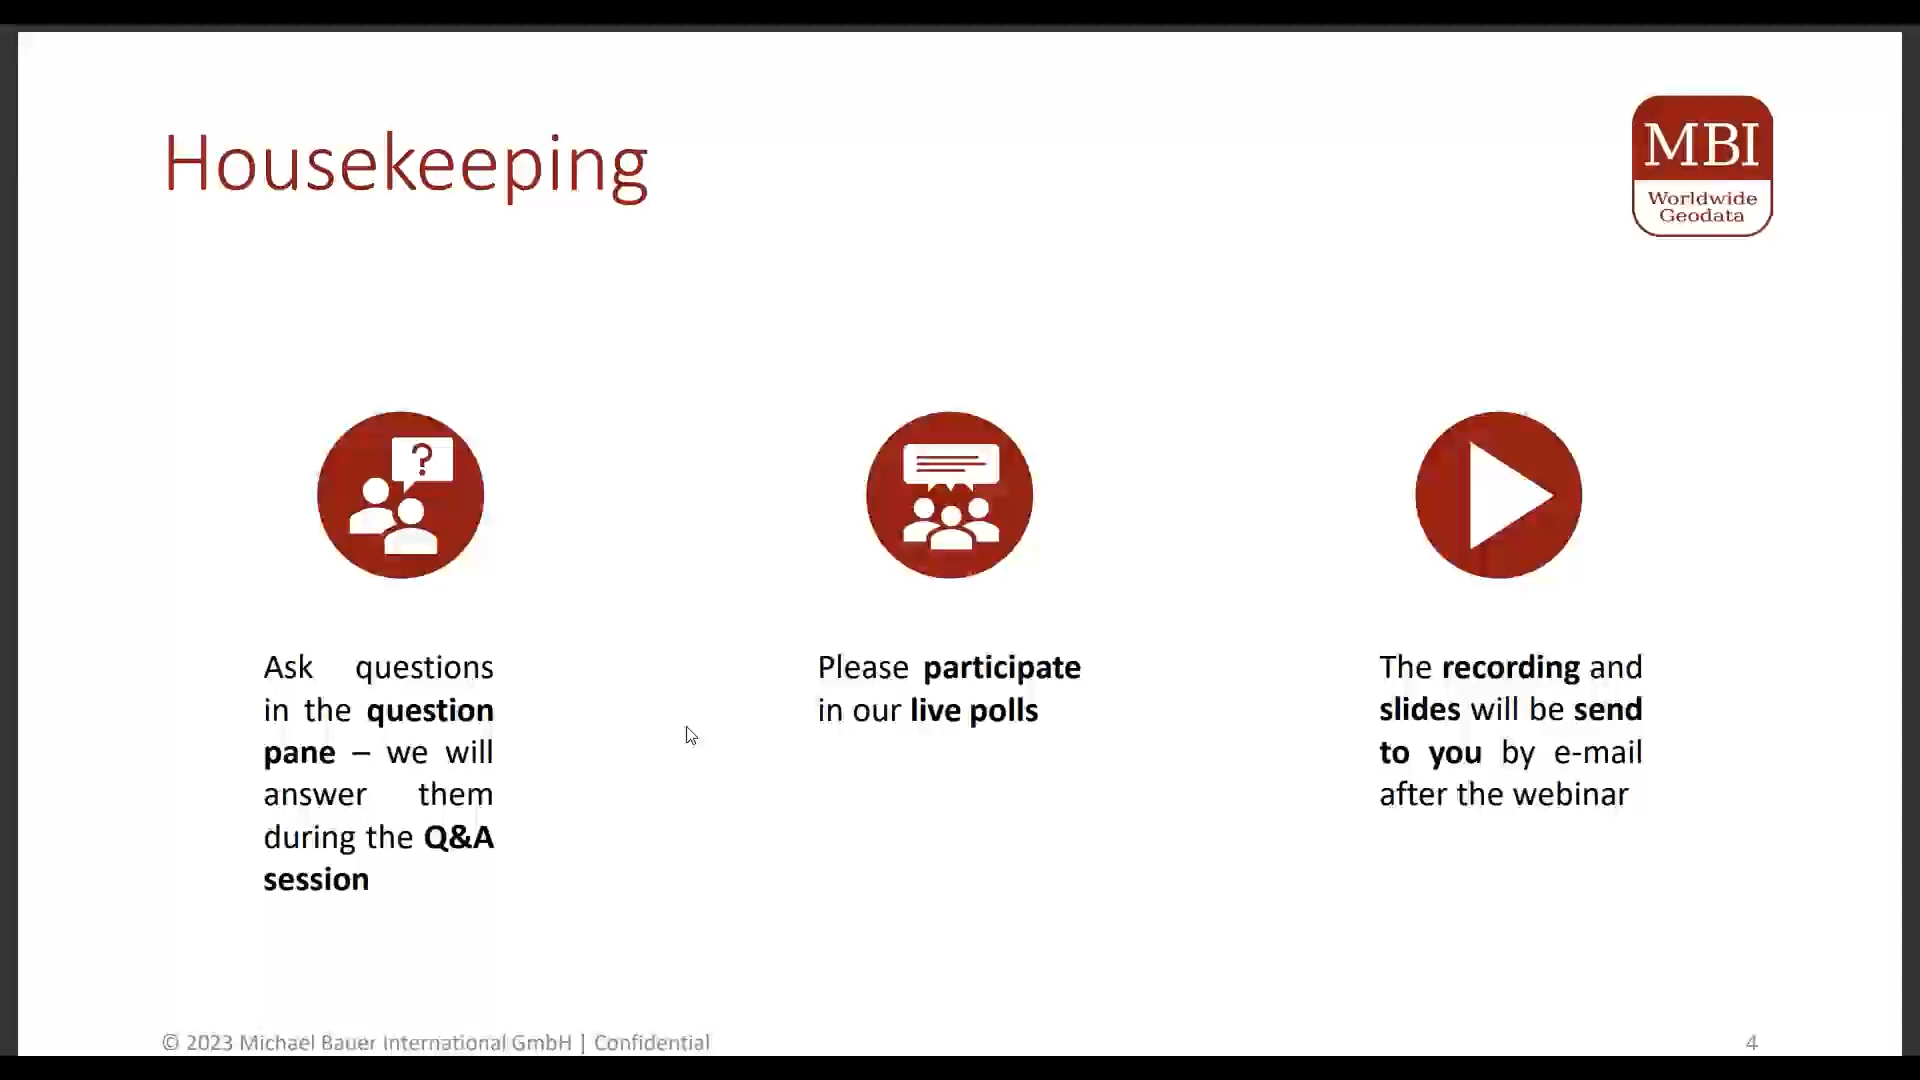 Housekeeping
MBI
Worldwide
Geodata
?
Ask questions
in the question
pane – we will
answer them
during the Q&A
session
Please participate
in our live polls
The recording and
slides will be send
to you by e-mail
after the webinar
© 2023 Michael Bauer International GmbH | Confidential
4